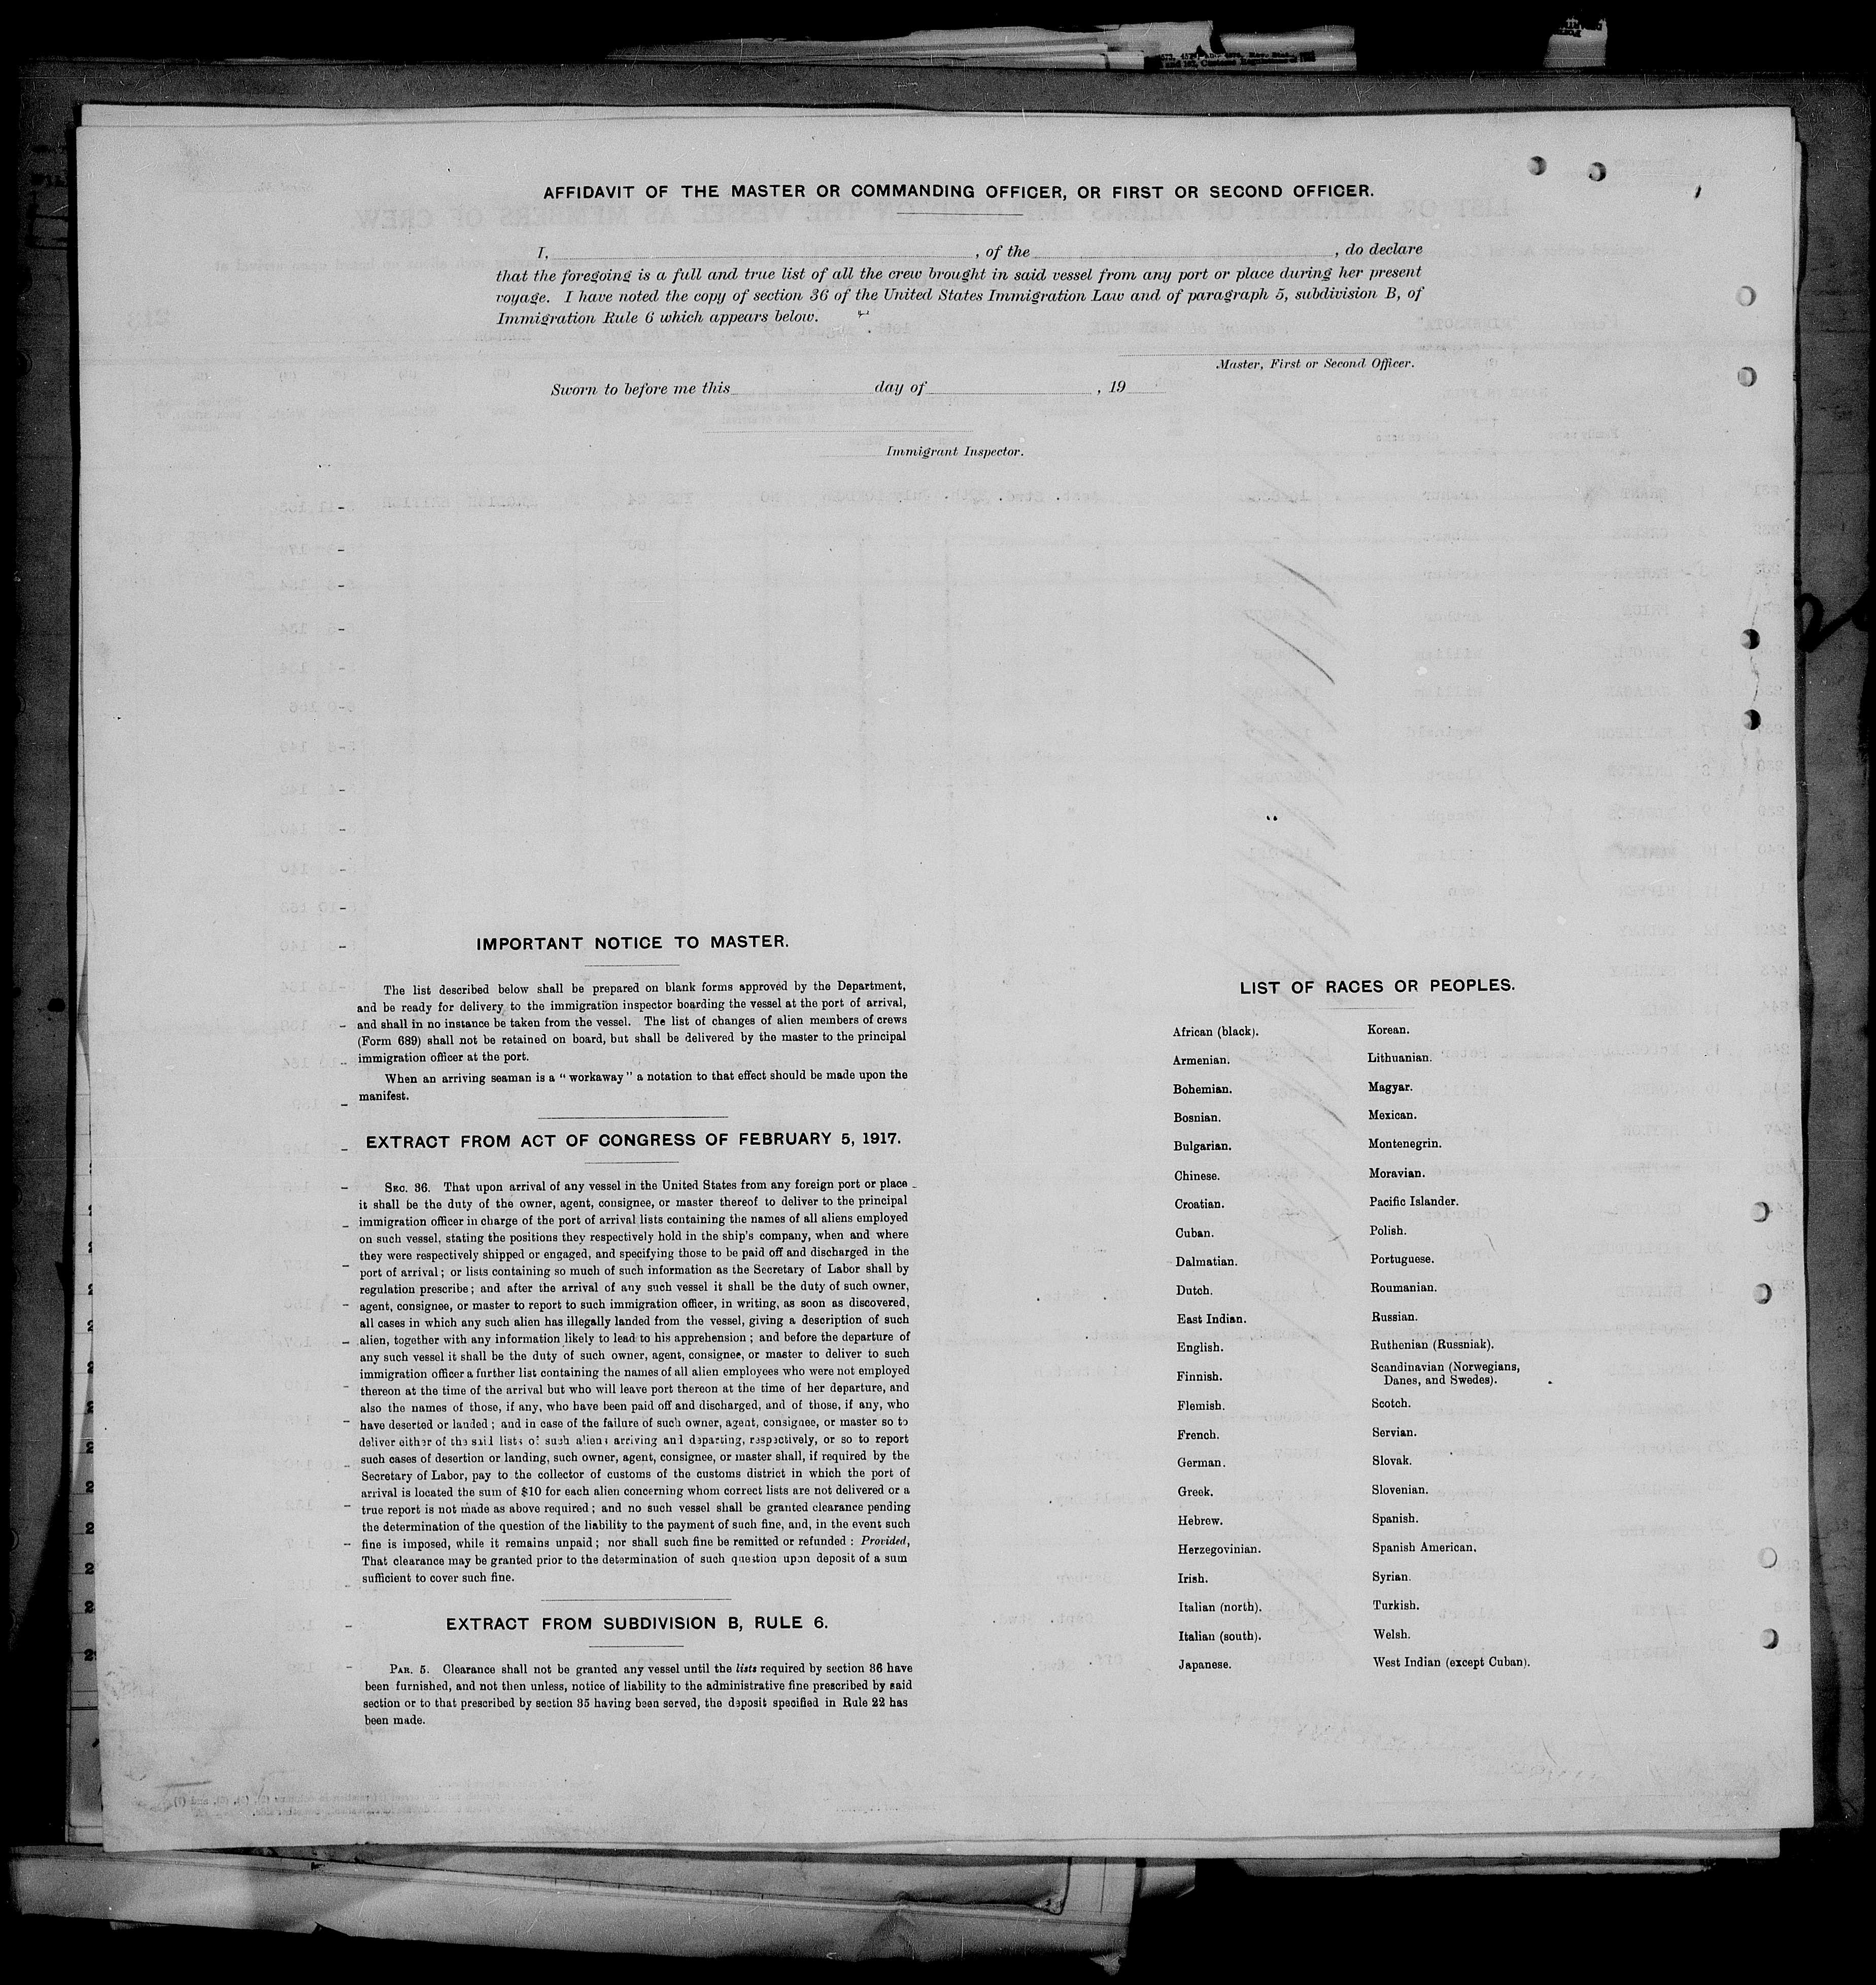 AFFIDAVIT OF THE MASTER OR COMMANDING OFFICER, OR FIRST OR SECOND OFFICER.
I, , of the , do declare
that the foregoing is a full and true list of all the crew brought in said vessel from any port or place during her present
voyage. I have noted the copy of section 36 of the United States Immigration Law and of paragraph 5, subdivision B, of
Immigration Rule 6 which appears below.
Master, First or Second Officer.
Sworn to before me this day of , 19
Immigrant Inspector.
IMPORTANT NOTICE TO MASTER.
The list described below shall be prepared on blank forms approved by the Department,
and be ready for delivery to the immigration inspector boarding the vessel at the port of arrival,
and shall in no instance be taken from the vessel. The list of changes of alien members of crews
(Form 689) shall not be retained on board, but shall be delivered by the master to the principal
immigration officer at the port.
When an arriving seaman is a "workaway" a notation to that effect should be made upon the
manifest.
EXTRACT FROM ACT OF CONGRESS OF FEBRUARY 5, 1917.
SEC. 36. That upon arrival of any vessel in the United States from any foreign port or place
it shall be the duty of the owner, agent, consignee, or master thereof to deliver to the principal
immigration officer in charge of the port of arrival lists containing the names of all aliens employed
on such vessel, stating the positions they respectively hold in the ship's company, when and where
they were respectively shipped or engaged, and specifying those to be paid off and discharged in the
port of arrival; or lists containing so much of such information as the Secretary of Labor shall by
regulation prescribe; and after the arrival of any such vessel it shall be the duty of such owner,
agent, consignee, or master to report to such immigration officer, in writing, as soon as discovered,
all cases in which any such alien has illegally landed from the vessel, giving a description of such
alien, together with any information likely to lead to his apprehension; and before the departure of
any such vessel it shall be the duty of such owner, agent, consignee, or master to deliver to such
immigration officer a further list containing the names of all alien employees who were not employed
thereon at the time of the arrival but who will leave port thereon at the time of her departure, and
also the names of those, if any, who have been paid off and discharged, and of those, if any, who
have deserted or landed; and in case of the failure of such owner, agent, consignee, or master so to
deliver either of the said lists of such aliens arriving and departing, respectively, or so to report
such cases of desertion or landing, such owner, agent, consignee, or master shall, if required by the
Secretary of Labor, pay to the collector of customs of the customs district in which the port of
arrival is located the sum of $10 for each alien concerning whom correct lists are not delivered or a
true report is not made as above required; and no such vessel shall be granted clearance pending
the determination of the question of the liability to the payment of such fine, and, in the event such
fine is imposed, while it remains unpaid; nor shall such fine be remitted or refunded: Provided,
That clearance may be granted prior to the determination of such question upon deposit of a sum
sufficient to cover such fine.
EXTRACT FROM SUBDIVISION B, RULE 6.
PAR. 5. Clearance shall not be granted any vessel until the lists required by section 36 have
been furnished, and not then unless, notice of liability to the administrative fine prescribed by said
section or to that prescribed by section 35 having been served, the deposit specified in Rule 22 has
been made.
LIST OF RACES OR PEOPLES.
African (black).
Armenian.
Bohemian.
Bosnian.
Bulgarian.
Chinese.
Croatian.
Cuban.
Dalmatian.
Dutch.
East Indian.
English.
Finnish.
Flemish.
French.
German.
Greek.
Hebrew.
Herzegovinian.
Irish.
Italian (north).
Italian (south).
Japanese.
Korean.
Lithuanian.
Magyar.
Mexican.
Montenegrin.
Moravian.
Pacific Islander.
Polish.
Portuguese.
Roumanian.
Russian.
Ruthenian (Russniak).
Scandinavian (Norwegians,
Danes, and Swedes).
Scotch.
Servian.
Slovak.
Slovenian.
Spanish.
Spanish American.
Syrian.
Turkish.
Welsh.
West Indian (except Cuban).